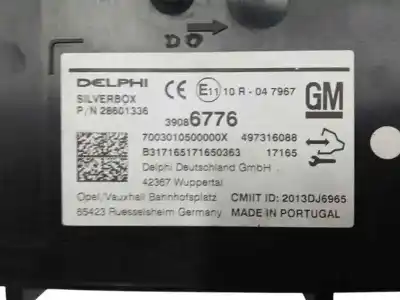 DO
DELPHI
CE E11 10 R - 04 7967
GM
SILVERBOX
P/N 28601336
39086776
7003010500000X 497316088
B317165171650363 17165
Delphi Deutschland GmbH
42367 Wuppertal
Opel/Vauxhall Bahnhofsplatz CMIIT ID: 2013DJ6965
65423 Ruesselsheim Germany MADE IN PORTUGAL